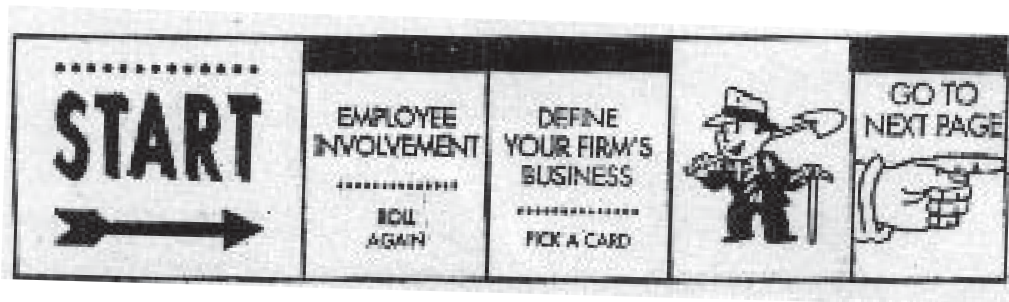 START
EMPLOYEE
INVOLVEMENT
ROLL
AGAIN
DEFINE
YOUR FIRM'S
BUSINESS
PICK A CARD
GO TO
NEXT PAGE